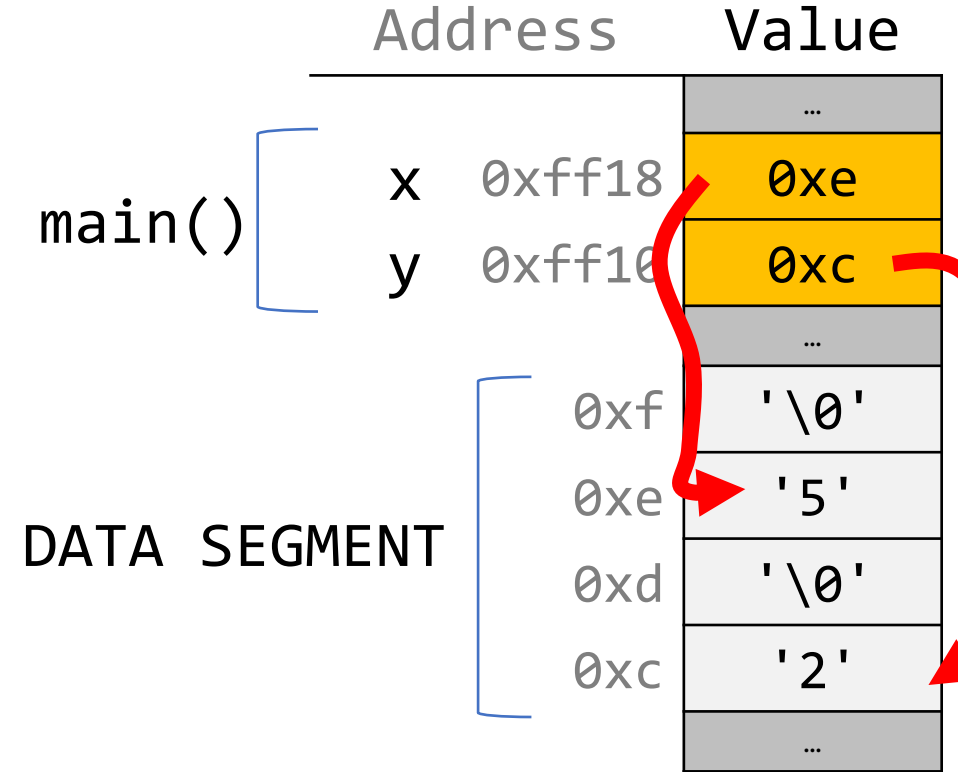 Address Value
…
x 0xff18 0xe
main()
y 0xff10 0xc
…
0xf '\0'
0xe '5'
DATA SEGMENT
0xd '\0'
0xc '2'
…